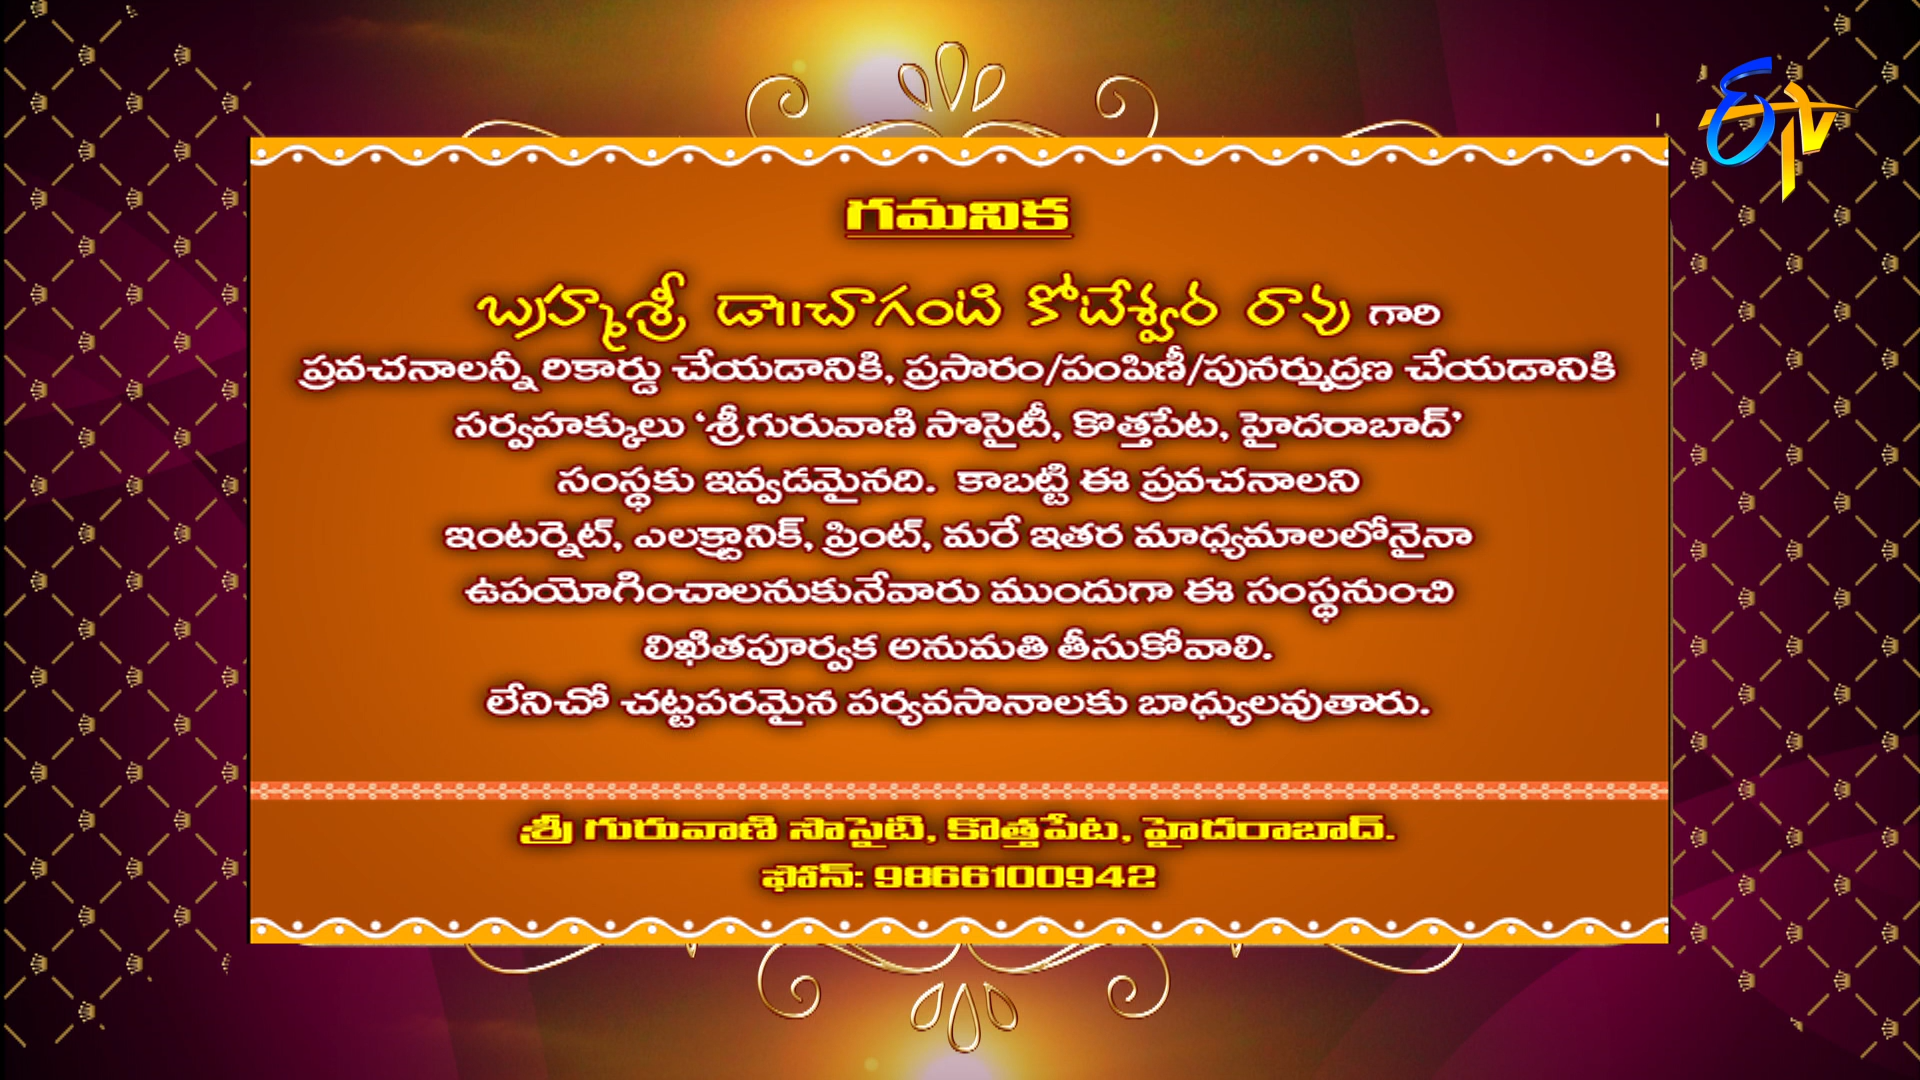 ఈTV
గమనిక
బ్రహ్మశ్రీ డా॥చాగంటి కోటేశ్వర రావు గారి
ప్రవచనాలన్నీ రికార్డు చేయడానికి, ప్రసారం/పంపిణీ/పునర్ముద్రణ చేయడానికి
సర్వహక్కులు ‘శ్రీగురువాణి సొసైటీ, కొత్తపేట, హైదరాబాద్’
సంస్థకు ఇవ్వడమైనది. కాబట్టి ఈ ప్రవచనాలని
ఇంటర్నెట్, ఎలక్ట్రానిక్, ప్రింట్, మరే ఇతర మాధ్యమాలలోనైనా
ఉపయోగించాలనుకునేవారు ముందుగా ఈ సంస్థనుంచి
లిఖితపూర్వక అనుమతి తీసుకోవాలి.
లేనిచో చట్టపరమైన పర్యవసానాలకు బాధ్యులవుతారు.
శ్రీ గురువాణి సొసైటి, కొత్తపేట, హైదరాబాద్.
ఫోన్: 9866100942